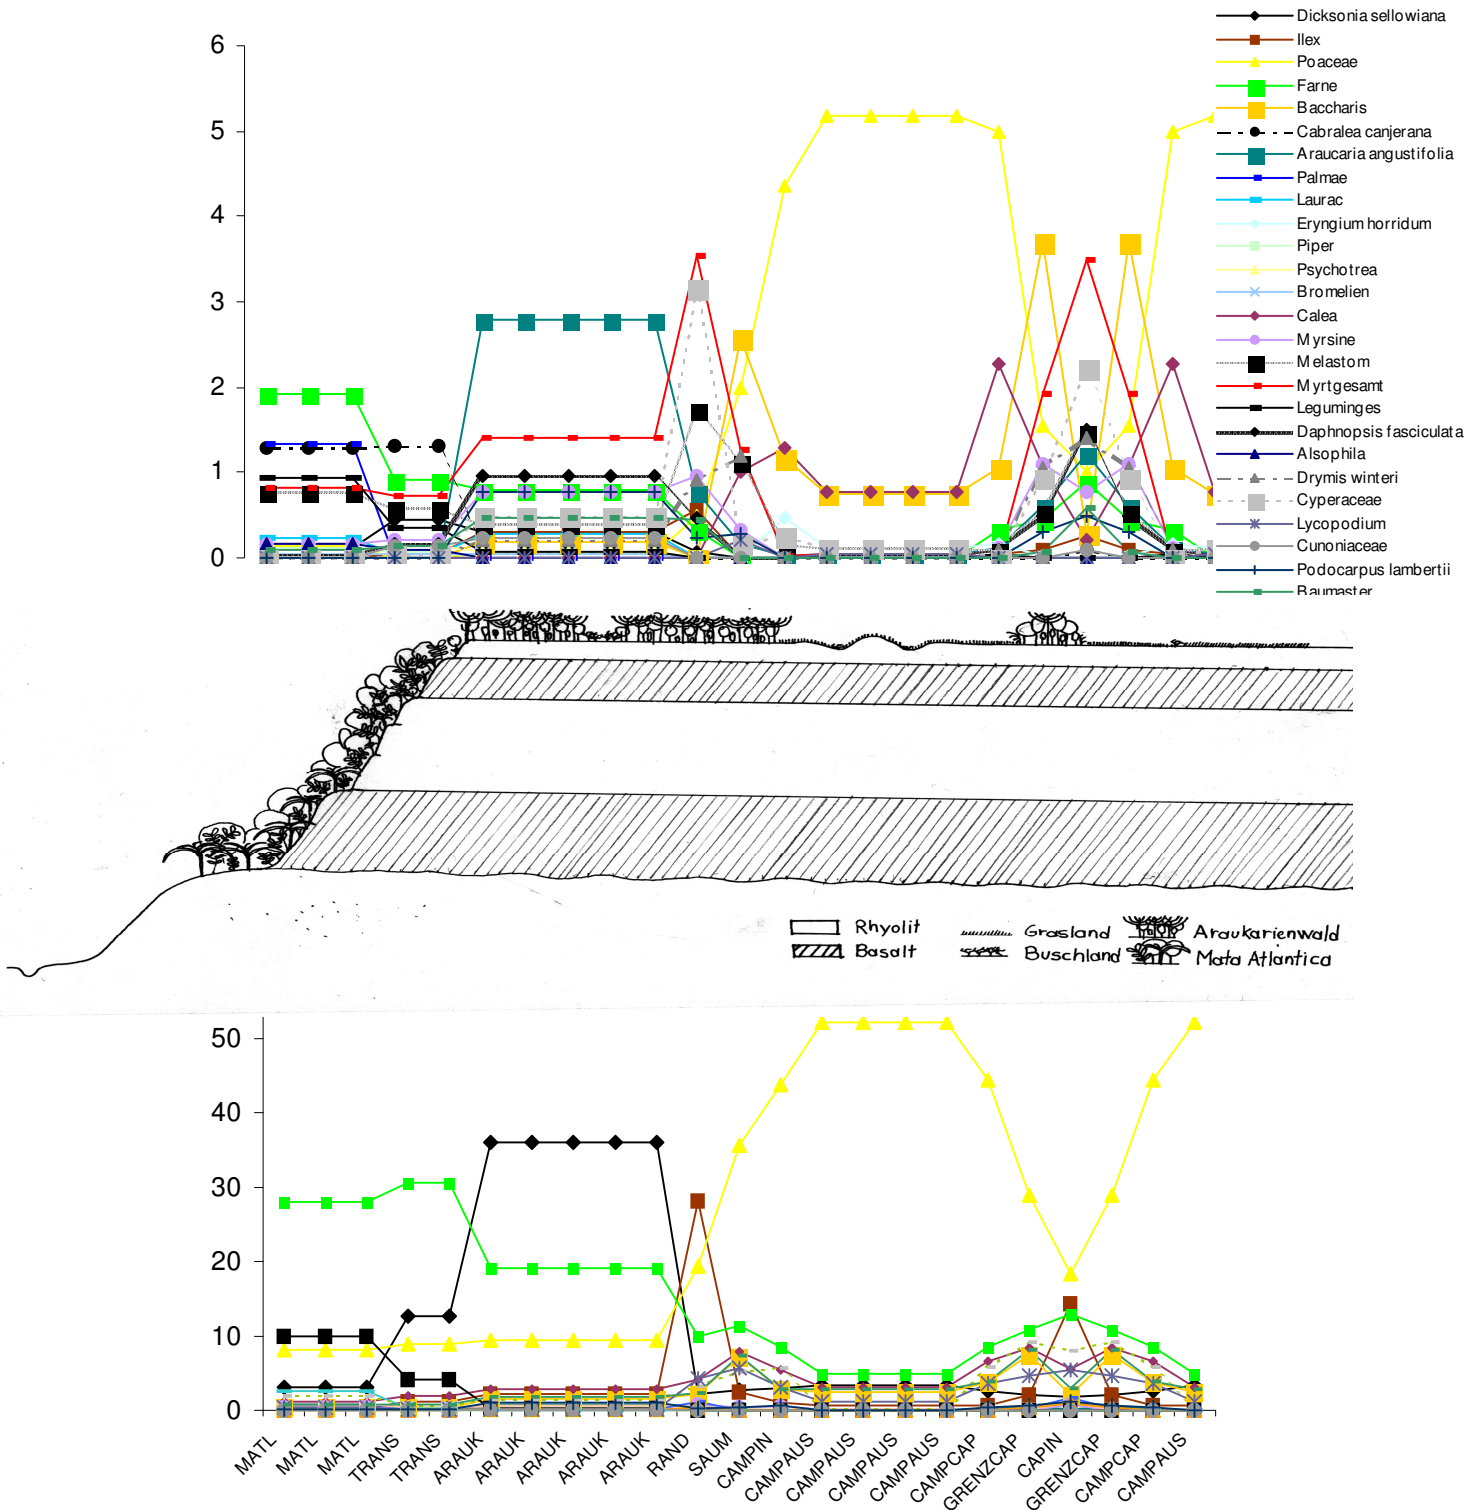 6
5
4
3
2
1
0
Dicksonia sellowiana
Ilex
Poaceae
Farne
Baccharis
Cabralea canjerana
Araucaria angustifolia
Palmae
Laurac
Eryngium horridum
Piper
Psychotrea
Bromelien
Calea
Myrsine
Melastom
Myrtgesamt
Leguminges
Daphnopsis fasciculata
Alsophila
Drymis winteri
Cyperaceae
Lycopodium
Cunoniaceae
Podocarpus lambertii
Baumaster
Rhyolit
Basalt
Grasland
Buschland
Araukarienwald
Mata Atlantica
50
40
30
20
10
0
MATL
MATL
MATL
TRANS
TRANS
ARAUK
ARAUK
ARAUK
ARAUK
ARAUK
RAND
SAUM
CAMPIN
CAMPAUS
CAMPAUS
CAMPAUS
CAMPAUS
CAMPCAP
GRENZCAP
CAPIN
GRENZCAP
CAMPCAP
CAMPAUS